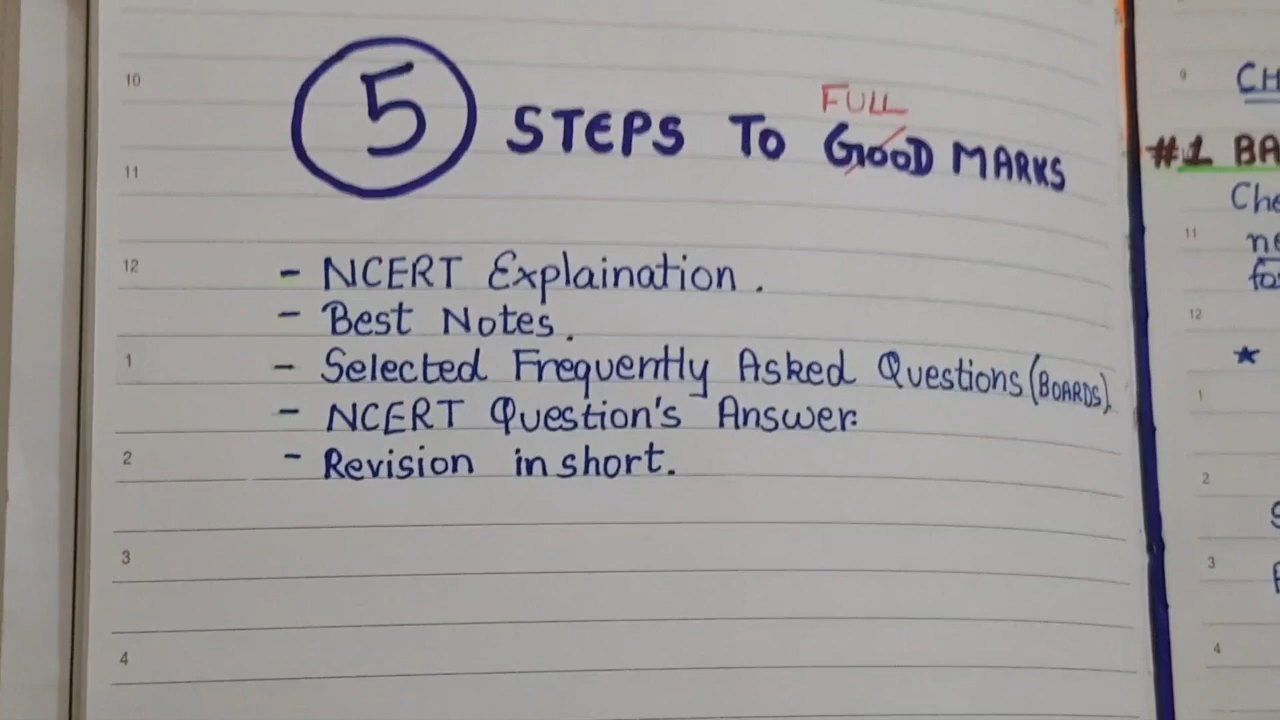 5 STEPS TO GOOD MARKS
FULL
- NCERT Explaination.
- Best Notes.
- Selected Frequently Asked Questions (BOARDS).
- NCERT Question's Answer.
- Revision in short.
10
11
12
1
2
3
4
9
#1
11
12
★
1
2
3
4